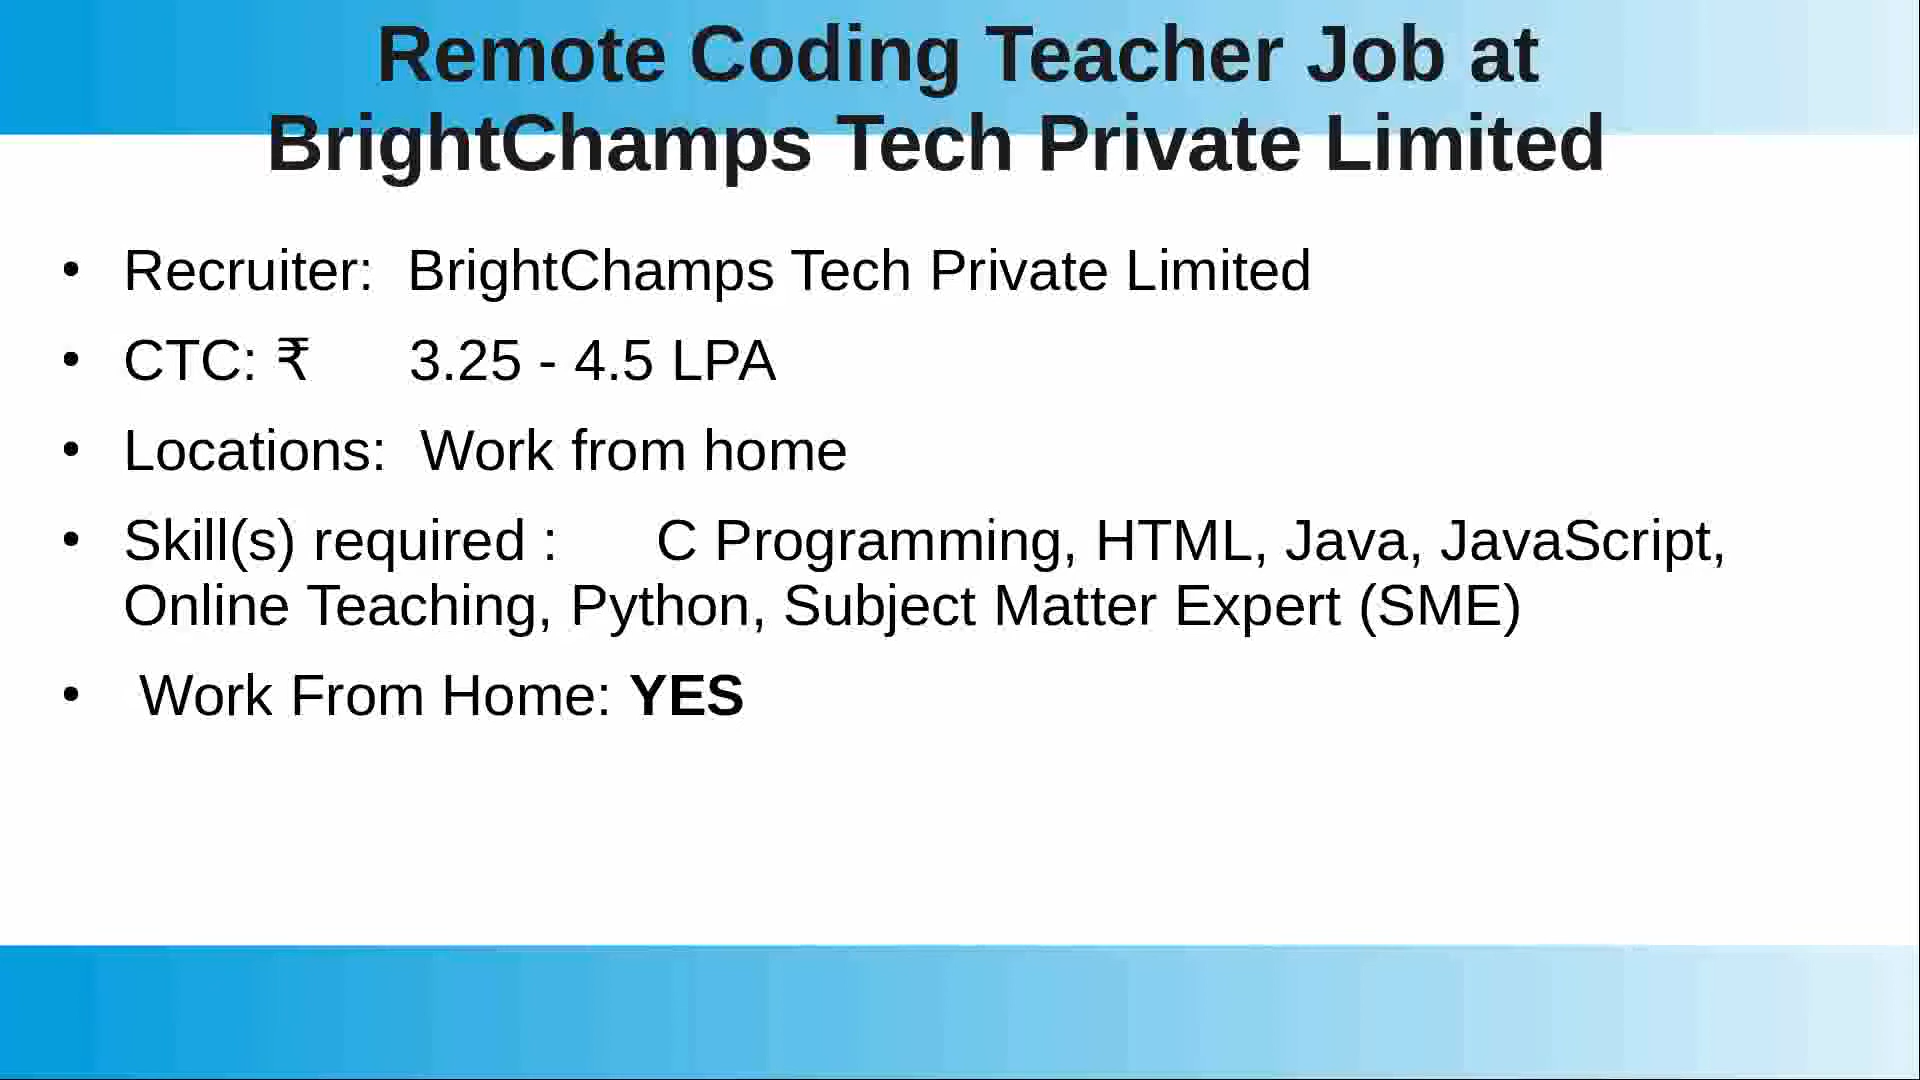 Remote Coding Teacher Job at
BrightChamps Tech Private Limited
• Recruiter: BrightChamps Tech Private Limited
• CTC: ₹ 3.25 - 4.5 LPA
• Locations: Work from home
• Skill(s) required : C Programming, HTML, Java, JavaScript,
Online Teaching, Python, Subject Matter Expert (SME)
• Work From Home: YES